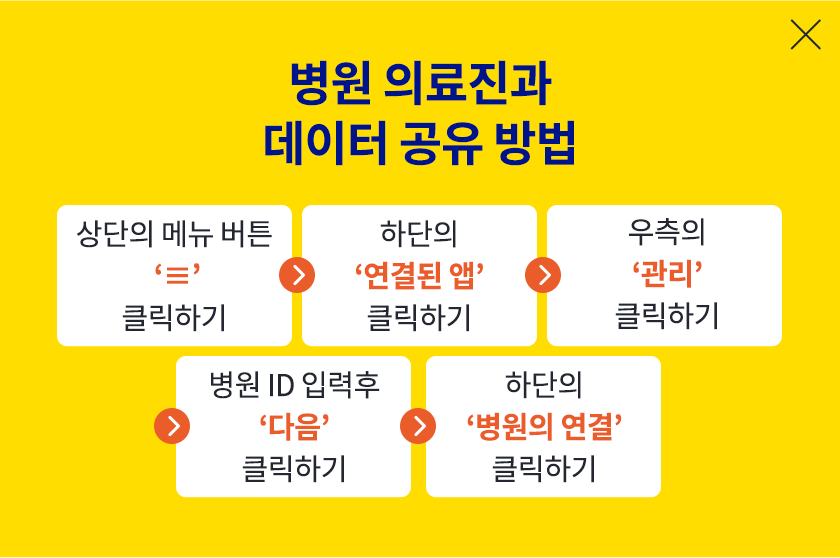 병원 의료진과
데이터 공유 방법
상단의 메뉴 버튼
‘≡’
클릭하기
하단의
‘연결된 앱’
클릭하기
우측의
‘관리’
클릭하기
병원 ID 입력후
‘다음’
클릭하기
하단의
‘병원의 연결’
클릭하기